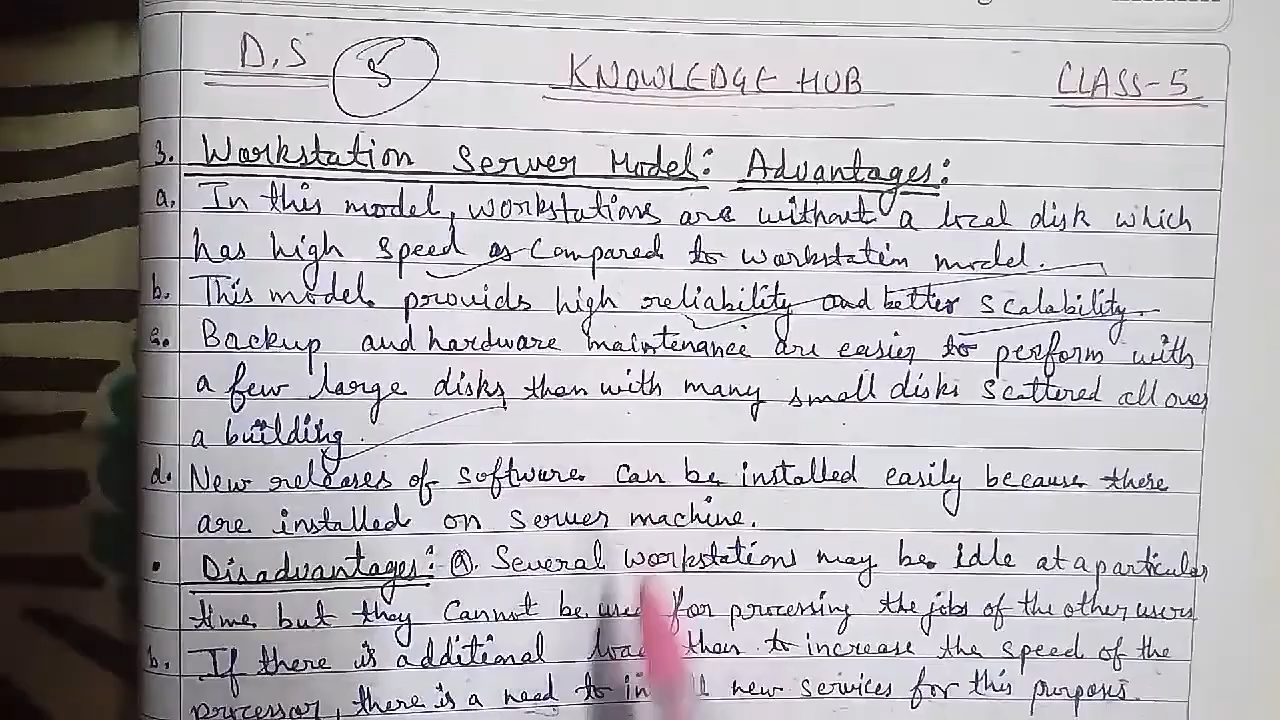 D.S 5 KNOWLEDGE HUB CLASS-5
3. Workstation Server Model: Advantages:
a. In this model, workstations are without a local disk which
has high speed as compared to workstation model.
b. This model provids high reliability and better scalability.
c. Backup and hardware maintenance are easier to perform with
a few large disks than with many small disks scattered all over
a building.
d. New releases of software can be installed easily because there
are installed on server machine.
• Disadvantages: a. Several workstations may be idle at a particular
time but they cannot be used for processing the jobs of the other users
b. If there is additional than to increase the speed of the
processor, there is a need to new services for this purpose.